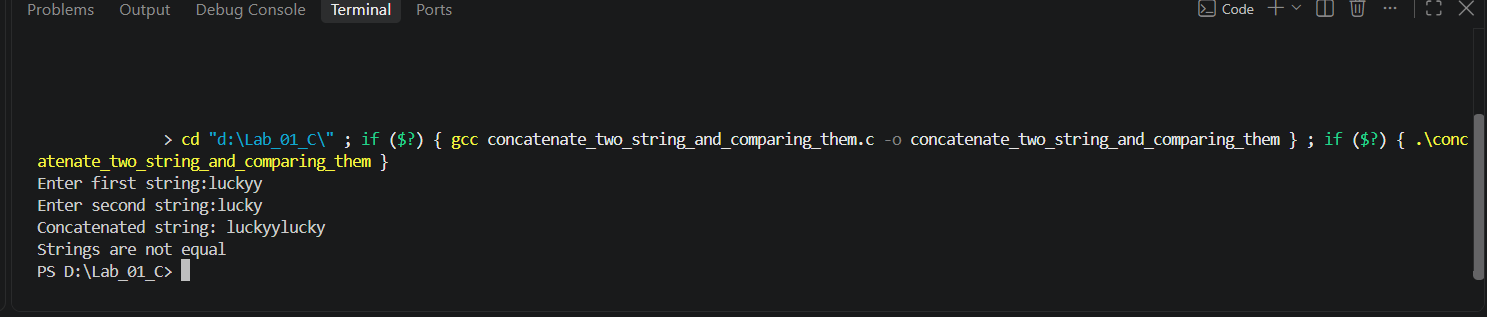 Problems Output Debug Console Terminal Ports Code
> cd "d:\Lab_01_C\" ; if ($?) { gcc concatenate_two_string_and_comparing_them.c -o concatenate_two_string_and_comparing_them } ; if ($?) { .\conc
atenate_two_string_and_comparing_them }
Enter first string:luckyy
Enter second string:lucky
Concatenated string: luckyylucky
Strings are not equal
PS D:\Lab_01_C>